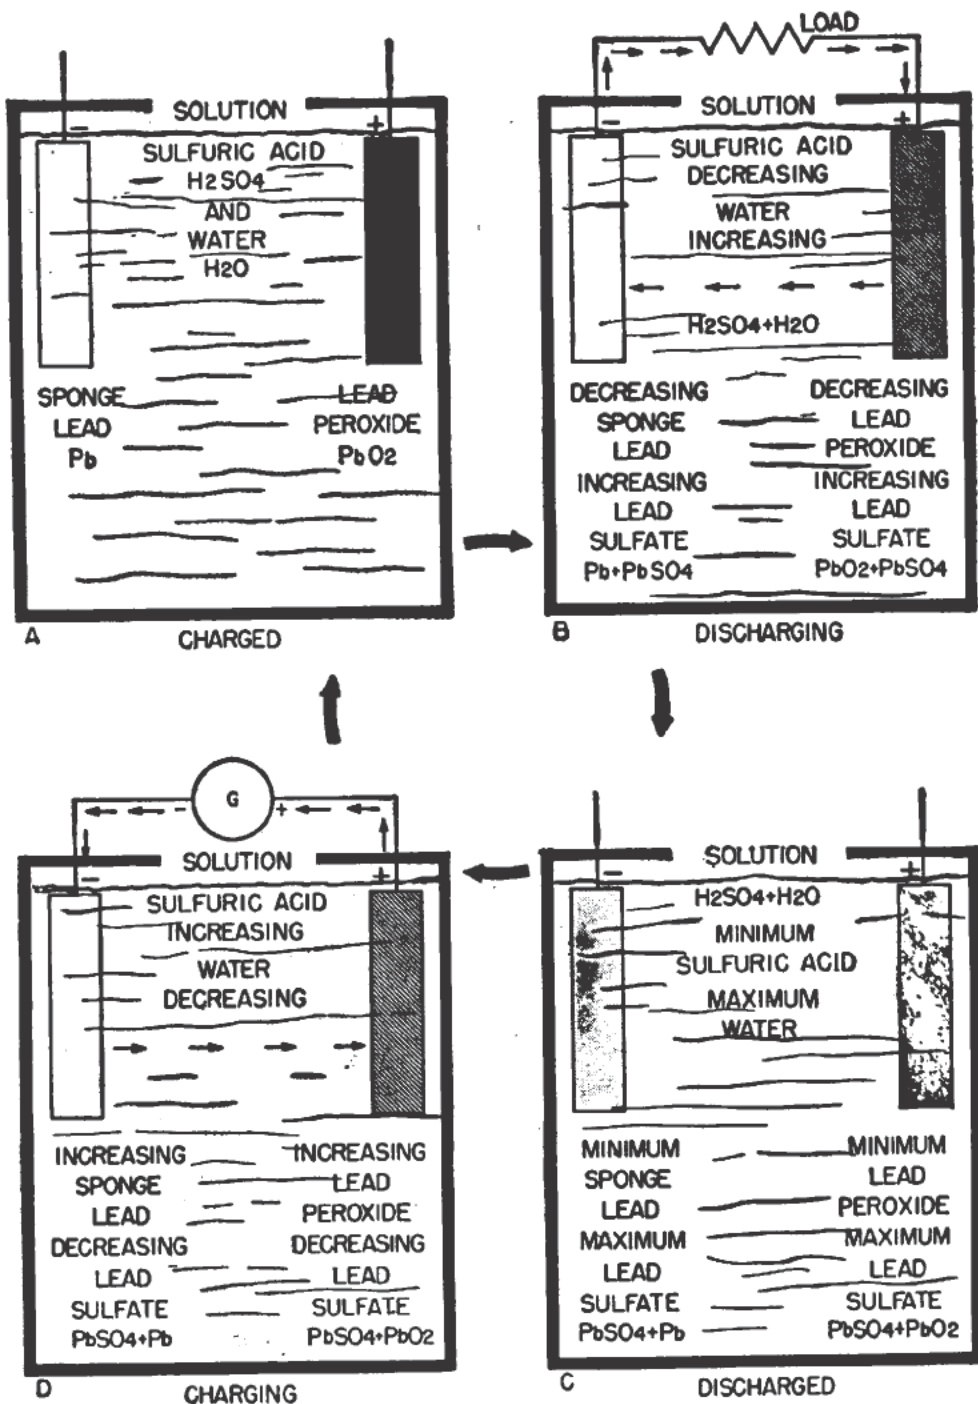 SOLUTION
-
+
SULFURIC ACID
H2SO4
AND
WATER
H2O
SPONGE
LEAD
Pb
LEAD
PEROXIDE
PbO2
A
CHARGED
LOAD
SOLUTION
-
+
SULFURIC ACID
DECREASING
WATER
INCREASING
H2SO4+H2O
DECREASING
SPONGE
LEAD
INCREASING
LEAD
SULFATE
Pb+PbSO4
DECREASING
LEAD
PEROXIDE
INCREASING
LEAD
SULFATE
PbO2+PbSO4
B
DISCHARGING
G
-
+
SOLUTION
-
+
SULFURIC ACID
INCREASING
WATER
DECREASING
INCREASING
SPONGE
LEAD
DECREASING
LEAD
SULFATE
PbSO4+Pb
INCREASING
LEAD
PEROXIDE
DECREASING
LEAD
SULFATE
PbSO4+PbO2
D
CHARGING
SOLUTION
-
+
H2SO4+H2O
MINIMUM
SULFURIC ACID
MAXIMUM
WATER
MINIMUM
SPONGE
LEAD
MAXIMUM
LEAD
SULFATE
PbSO4+Pb
MINIMUM
LEAD
PEROXIDE
MAXIMUM
LEAD
SULFATE
PbSO4+PbO2
C
DISCHARGED